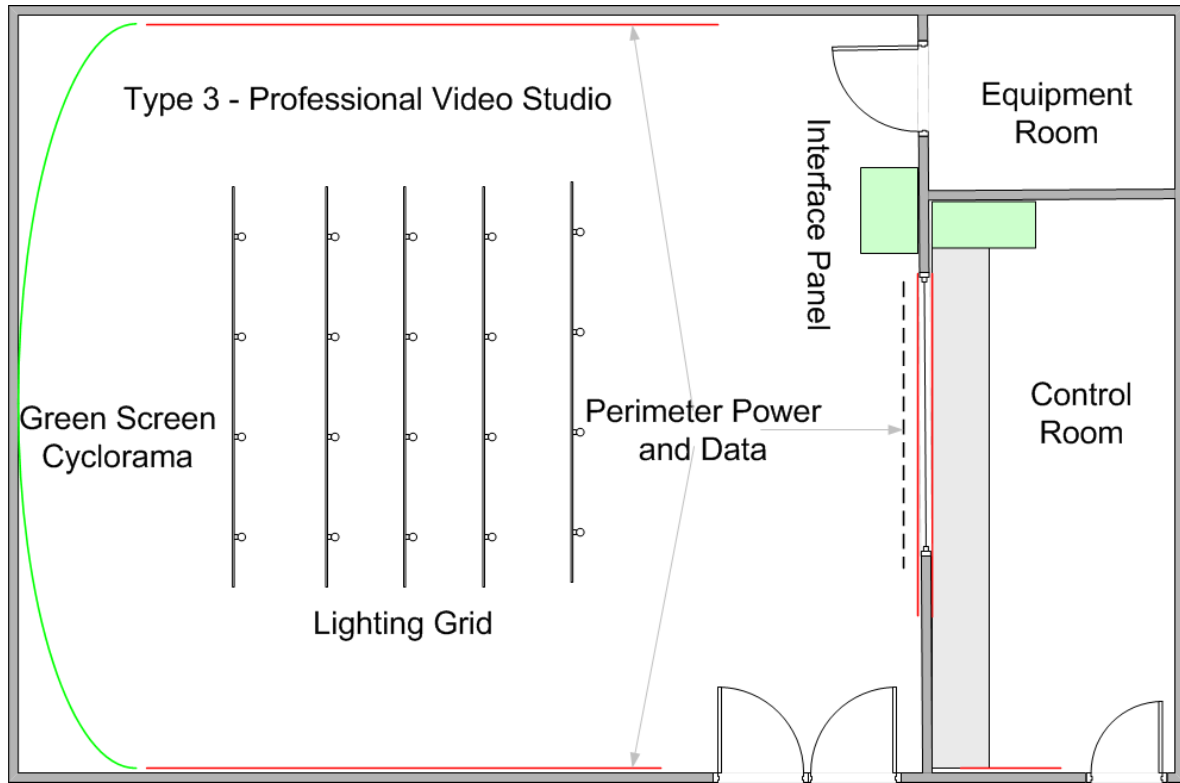 Type 3 - Professional Video Studio
Equipment
Room
Interface Panel
Green Screen
Cyclorama
Perimeter Power
and Data
Control
Room
Lighting Grid